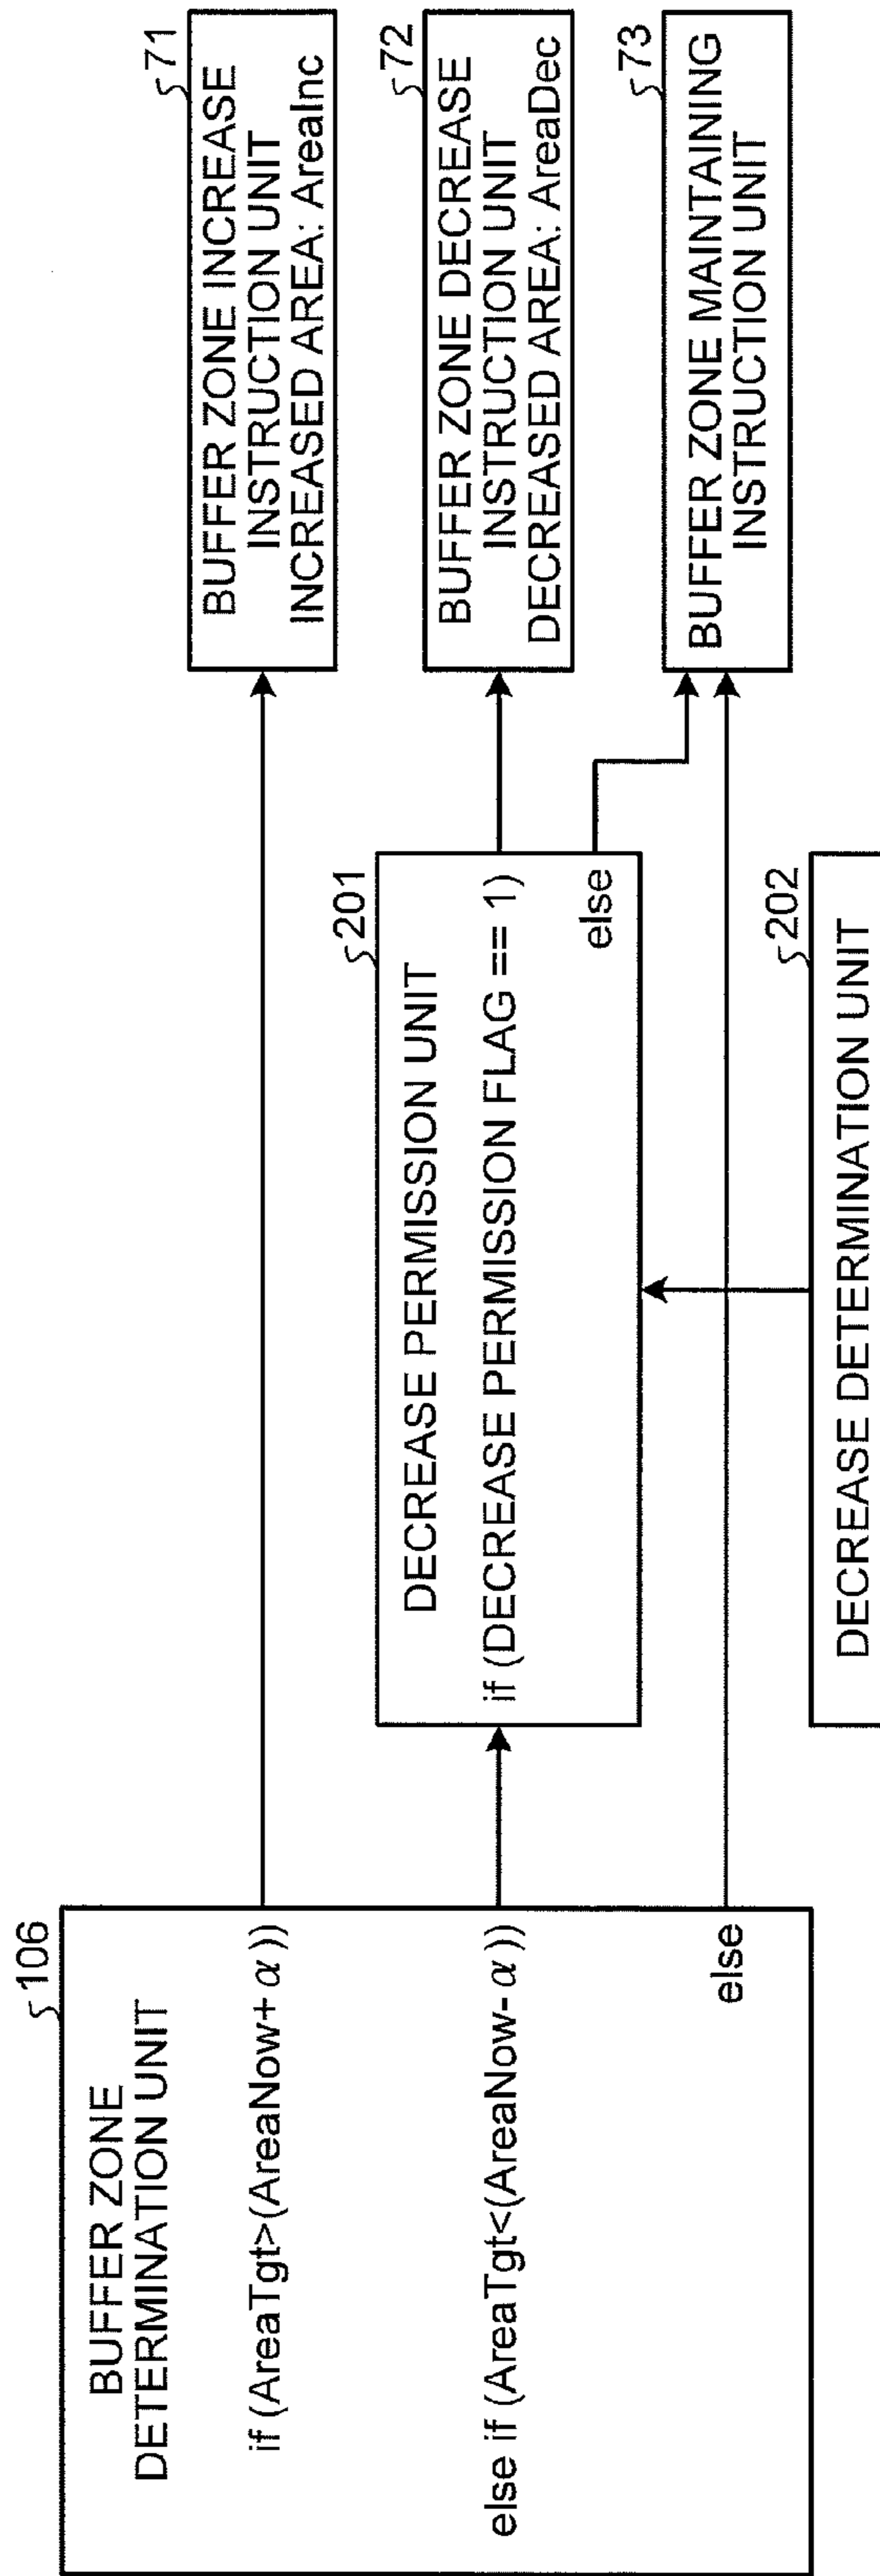 106
BUFFER ZONE
DETERMINATION UNIT
if (AreaTgt>(AreaNow+α))
else if (AreaTgt<(AreaNow-α))
else
201
DECREASE PERMISSION UNIT
if (DECREASE PERMISSION FLAG == 1)
else
202
DECREASE DETERMINATION UNIT
71
BUFFER ZONE INCREASE
INSTRUCTION UNIT
INCREASED AREA: AreaInc
72
BUFFER ZONE DECREASE
INSTRUCTION UNIT
DECREASED AREA: AreaDec
73
BUFFER ZONE MAINTAINING
INSTRUCTION UNIT